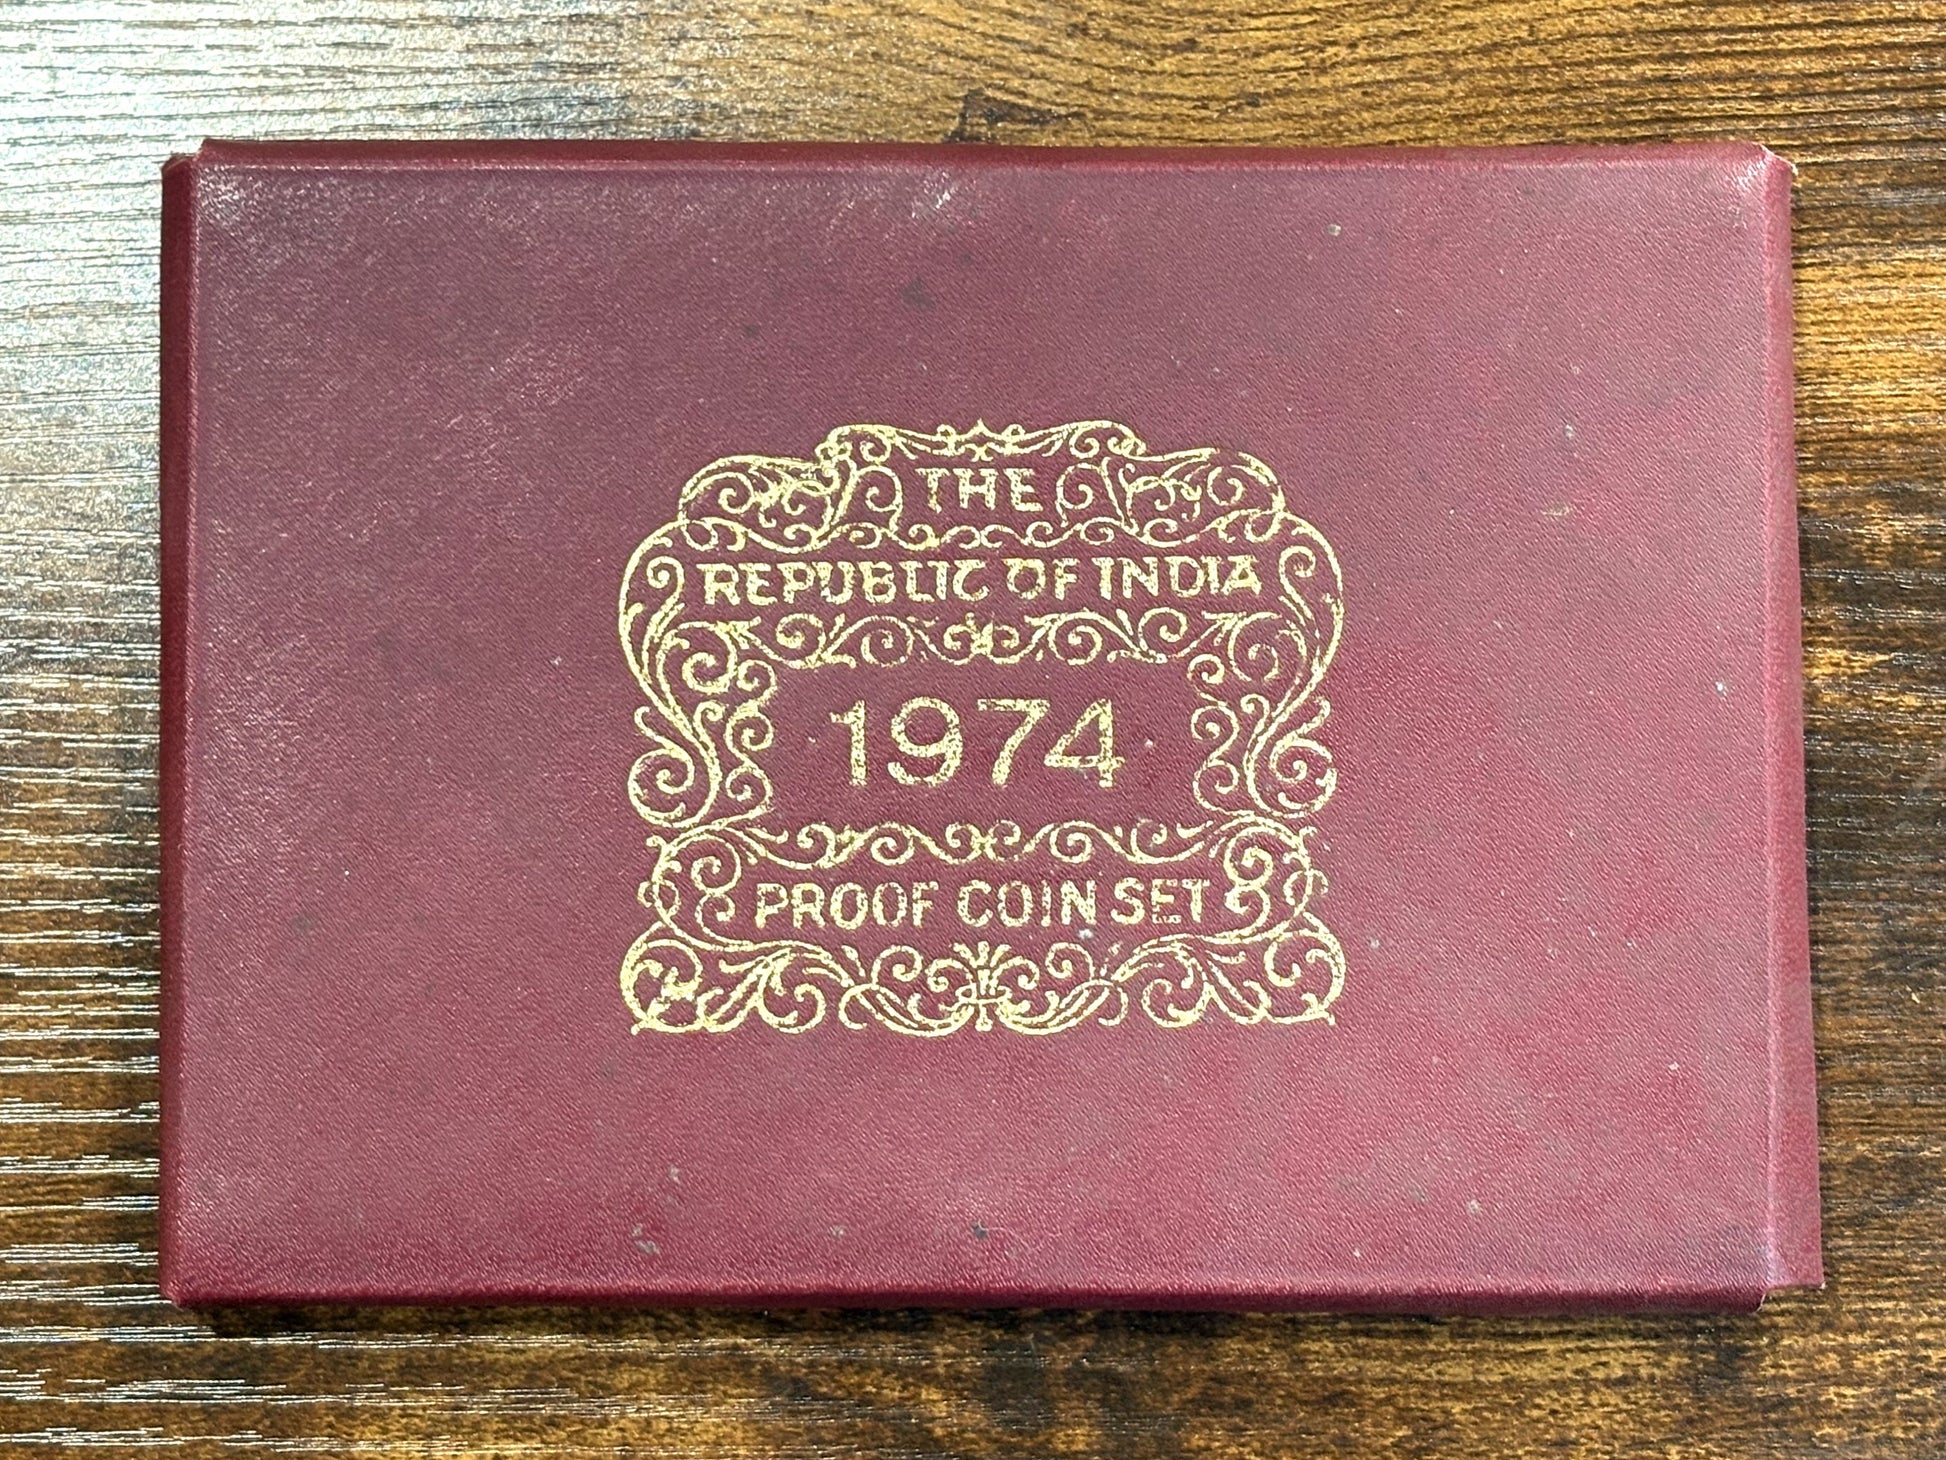 THE
REPUBLIC OF INDIA
1974
PROOF COIN SET